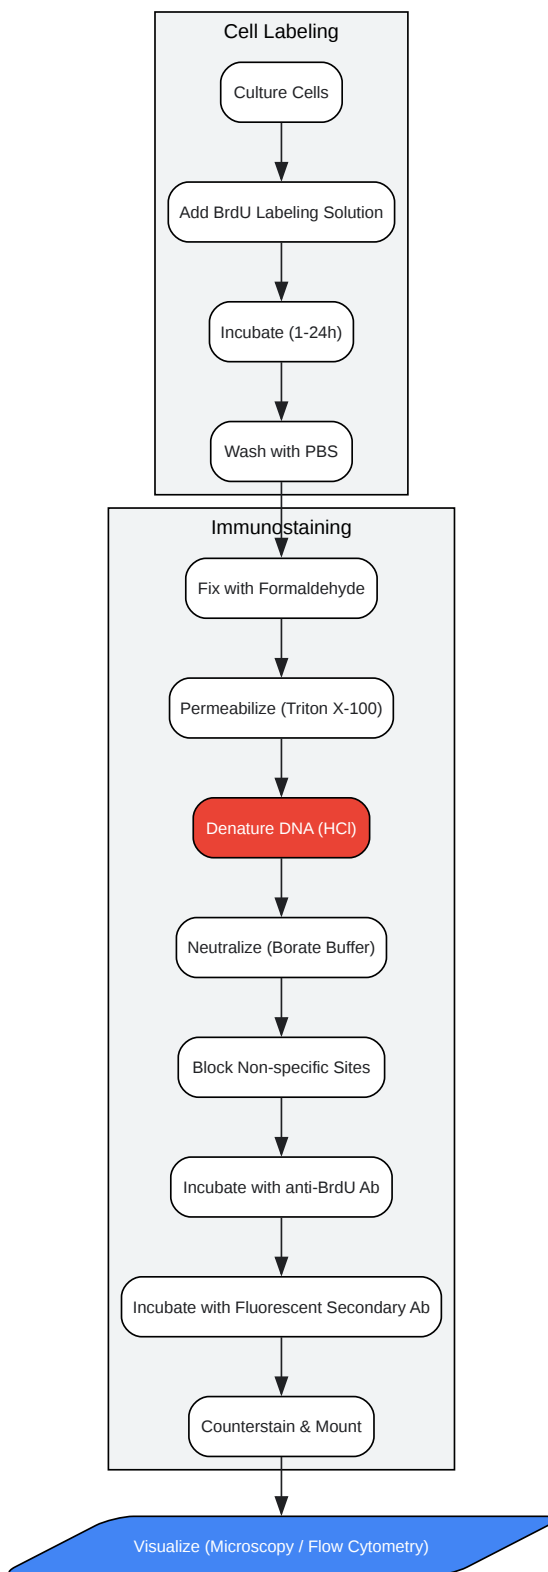 Cell Labeling
Culture Cells
Add BrdU Labeling Solution
Incubate (1-24h)
Wash with PBS
Immunostaining
Fix with Formaldehyde
Permeabilize (Triton X-100)
Denature DNA (HCl)
Neutralize (Borate Buffer)
Block Non-specific Sites
Incubate with anti-BrdU Ab
Incubate with Fluorescent Secondary Ab
Counterstain & Mount
Visualize (Microscopy / Flow Cytometry)